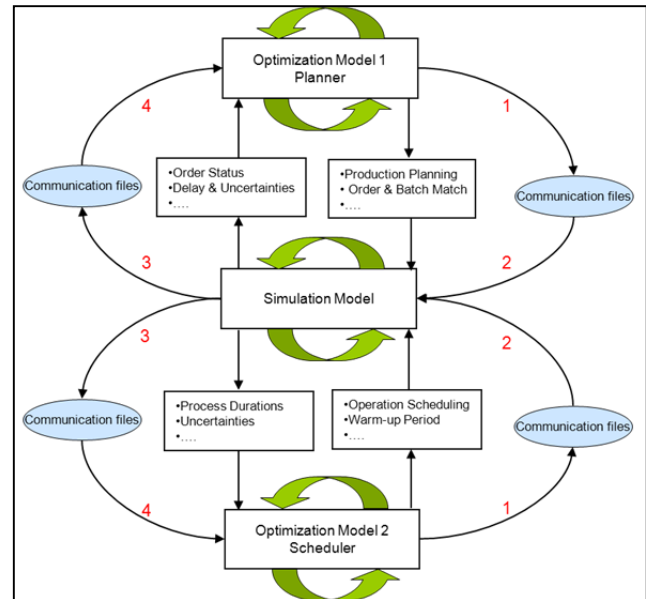 Optimization Model 1
Planner
4
1
•Order Status
•Delay & Uncertainties
•....
•Production Planning
• Order & Batch Match
•....
Communication files
Communication files
3
2
Simulation Model
3
2
•Process Durations
•Uncertainties
•....
•Operation Scheduling
•Warm-up Period
•....
Communication files
Communication files
4
1
Optimization Model 2
Scheduler